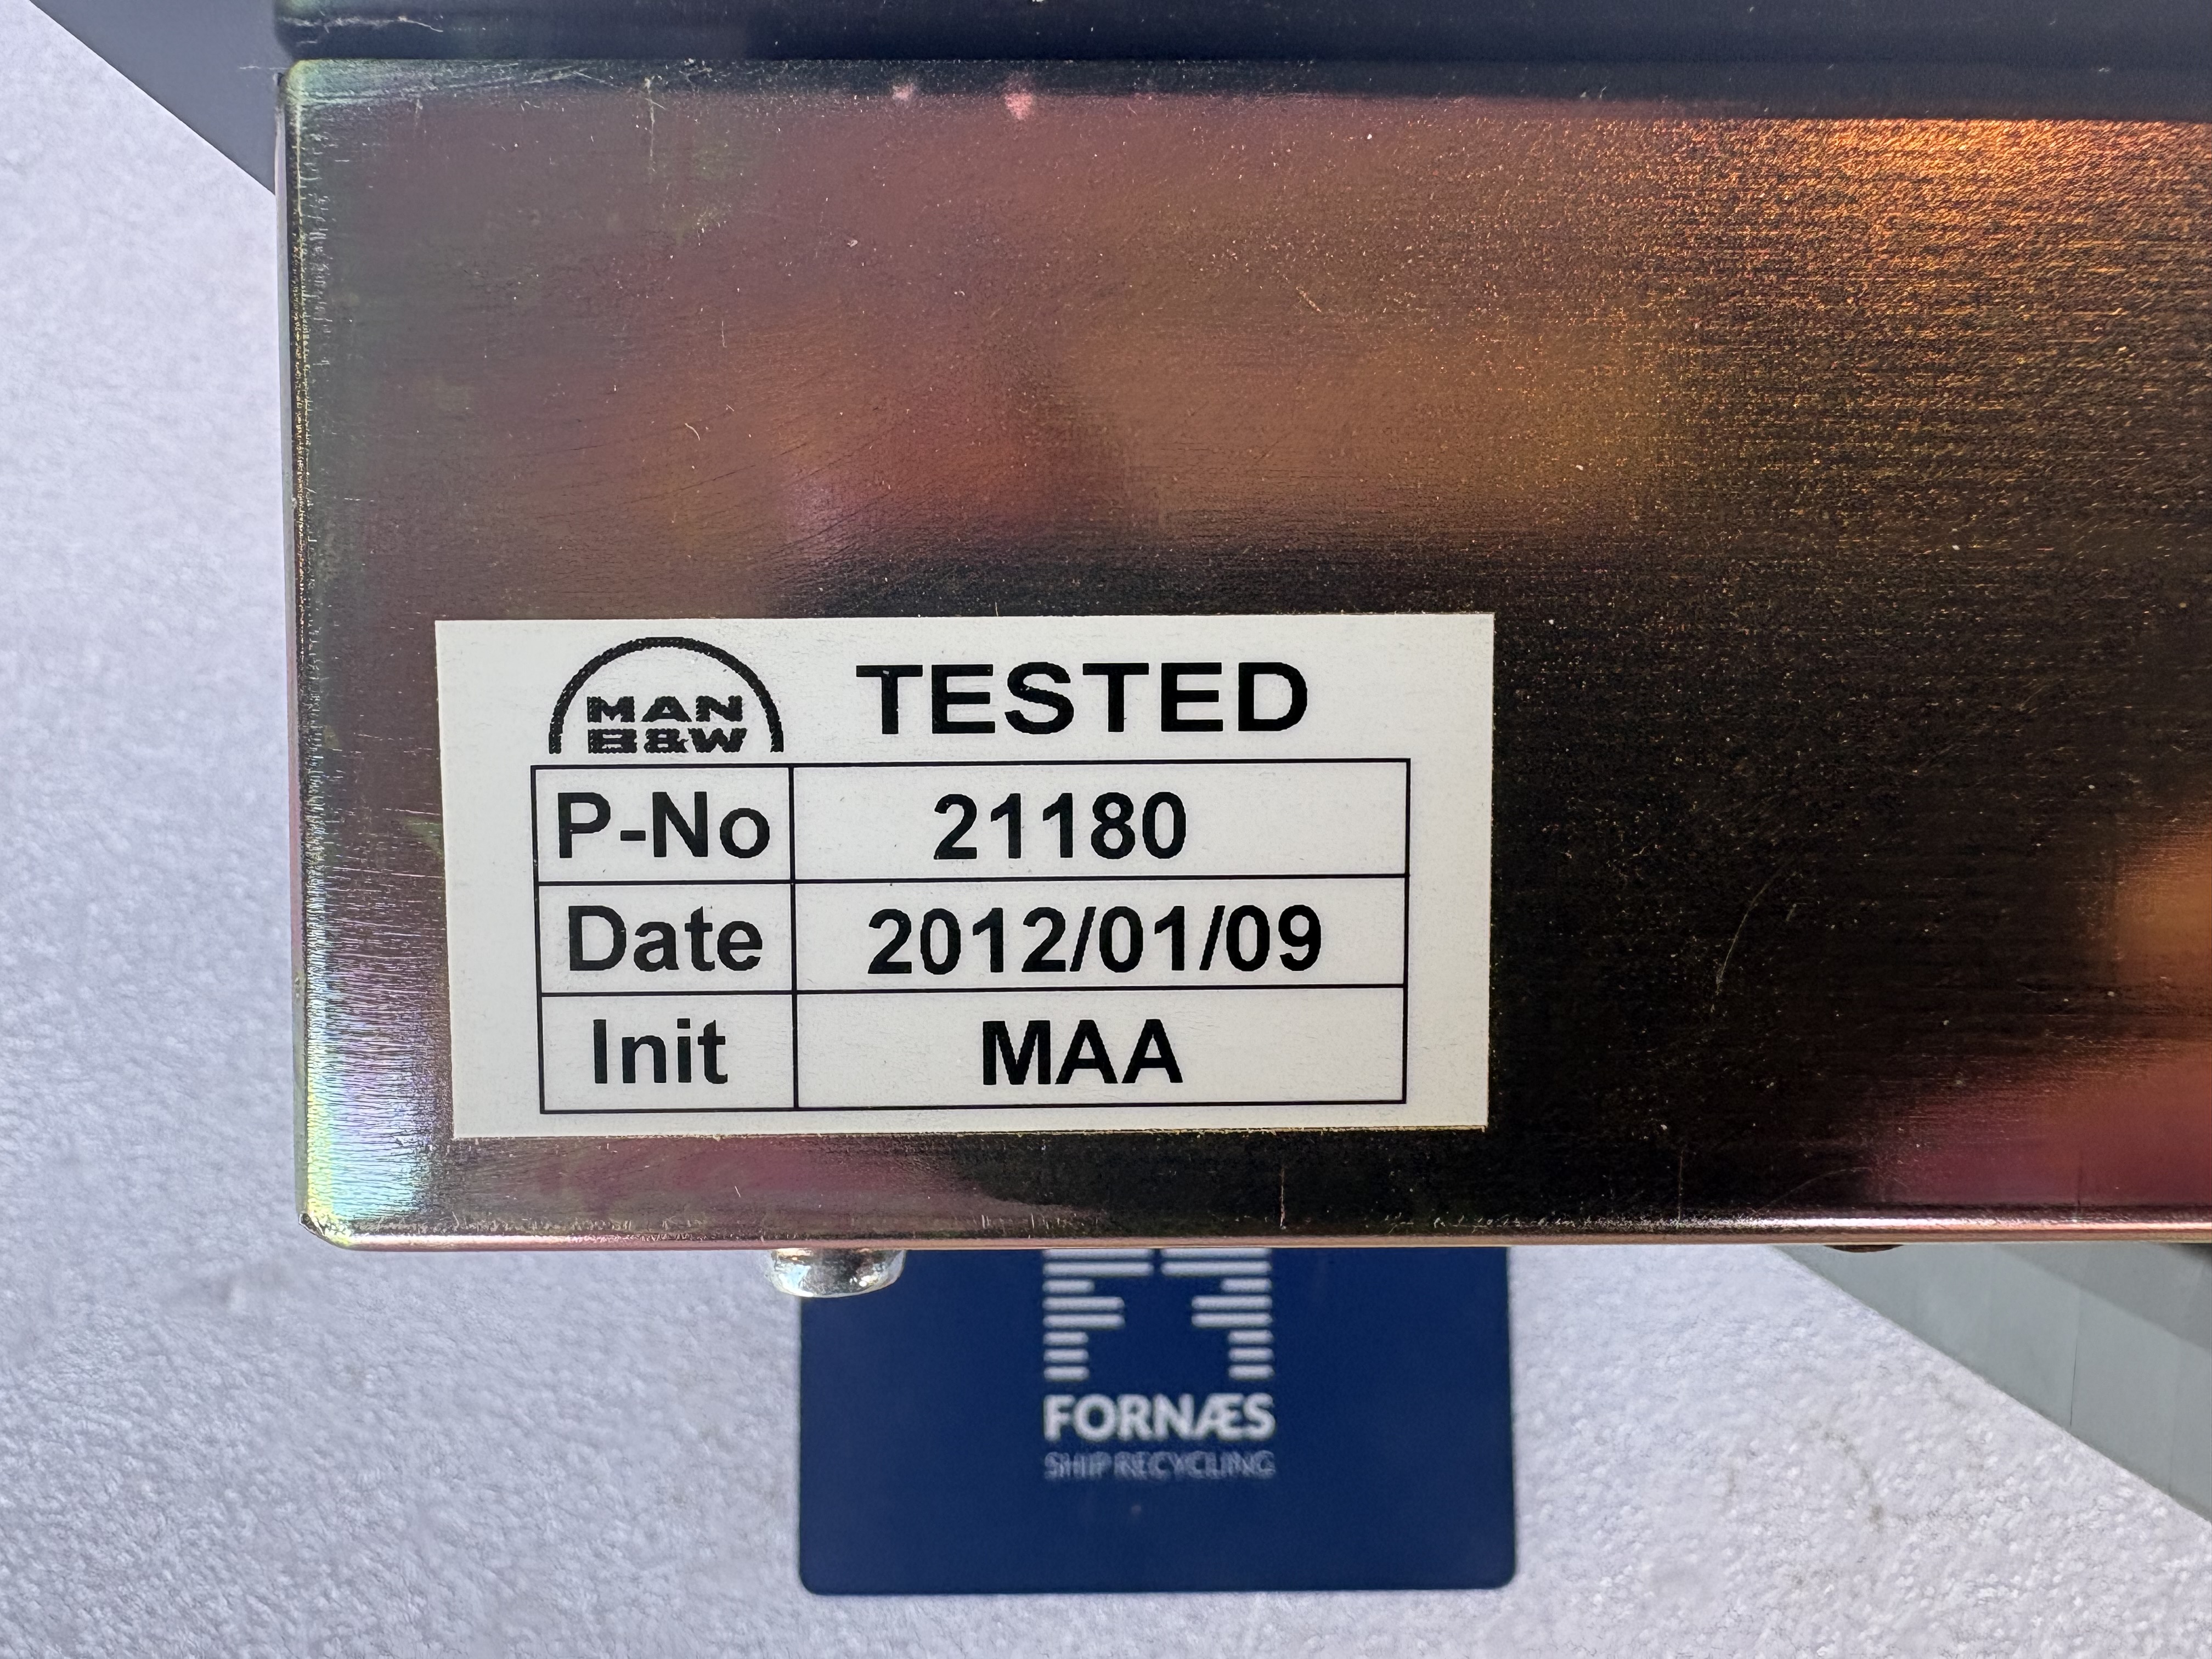 MAN
B&W
TESTED
P-No 21180
Date 2012/01/09
Init MAA
FORNÆS
SHIP RECYCLING